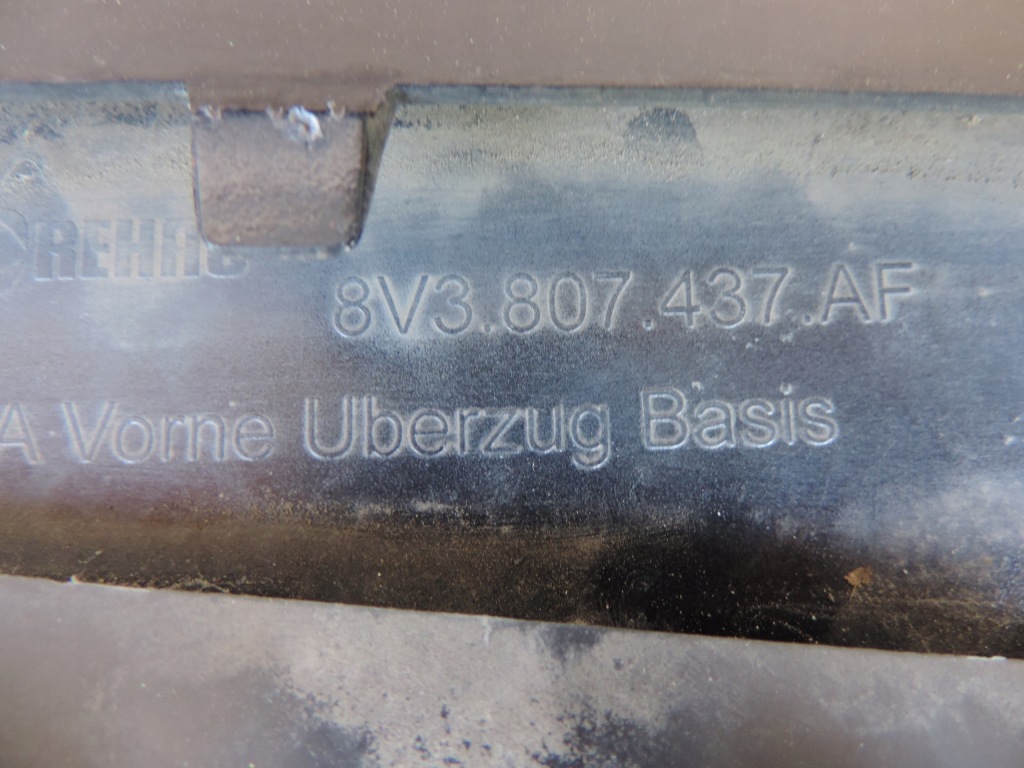 REHAU
8V3.807.437.AF
A Vorne Uberzug Basis